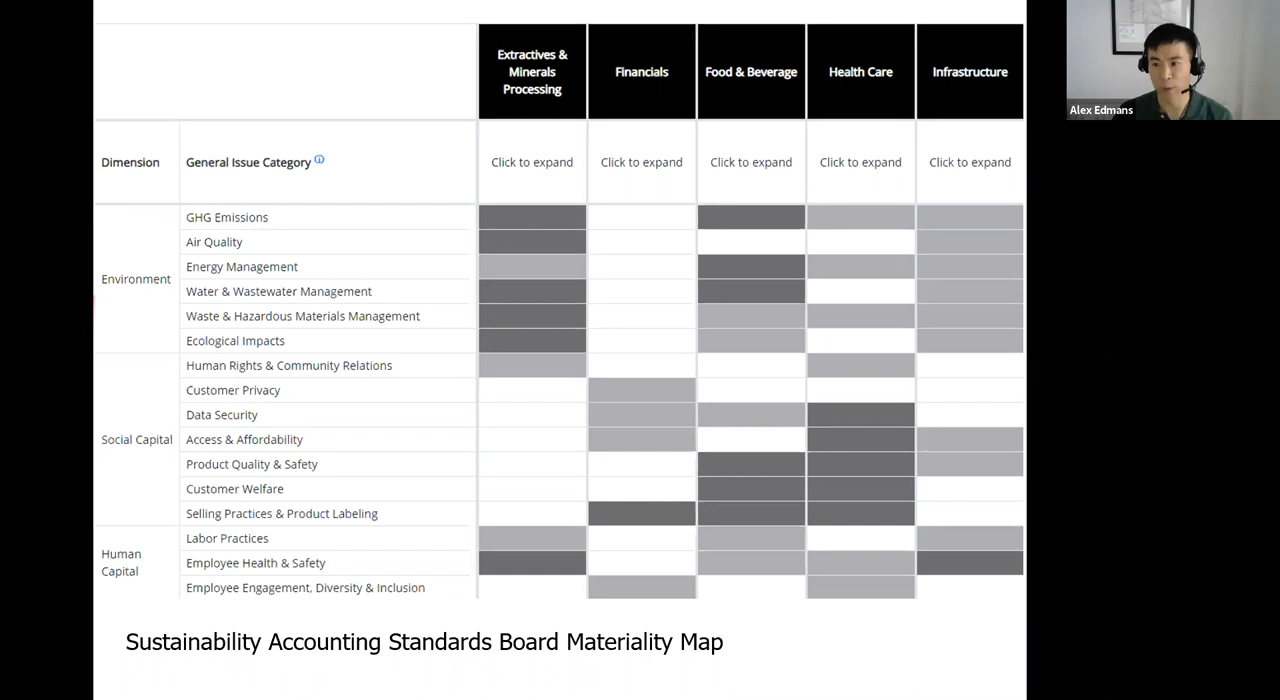 Extractives &
Minerals
Processing
Financials
Food & Beverage
Health Care
Infrastructure
Alex Edmans
Dimension
General Issue Category
Click to expand
Click to expand
Click to expand
Click to expand
Click to expand
Environment
GHG Emissions
Air Quality
Energy Management
Water & Wastewater Management
Waste & Hazardous Materials Management
Ecological Impacts
Social Capital
Human Rights & Community Relations
Customer Privacy
Data Security
Access & Affordability
Product Quality & Safety
Customer Welfare
Selling Practices & Product Labeling
Human
Capital
Labor Practices
Employee Health & Safety
Employee Engagement, Diversity & Inclusion
Sustainability Accounting Standards Board Materiality Map